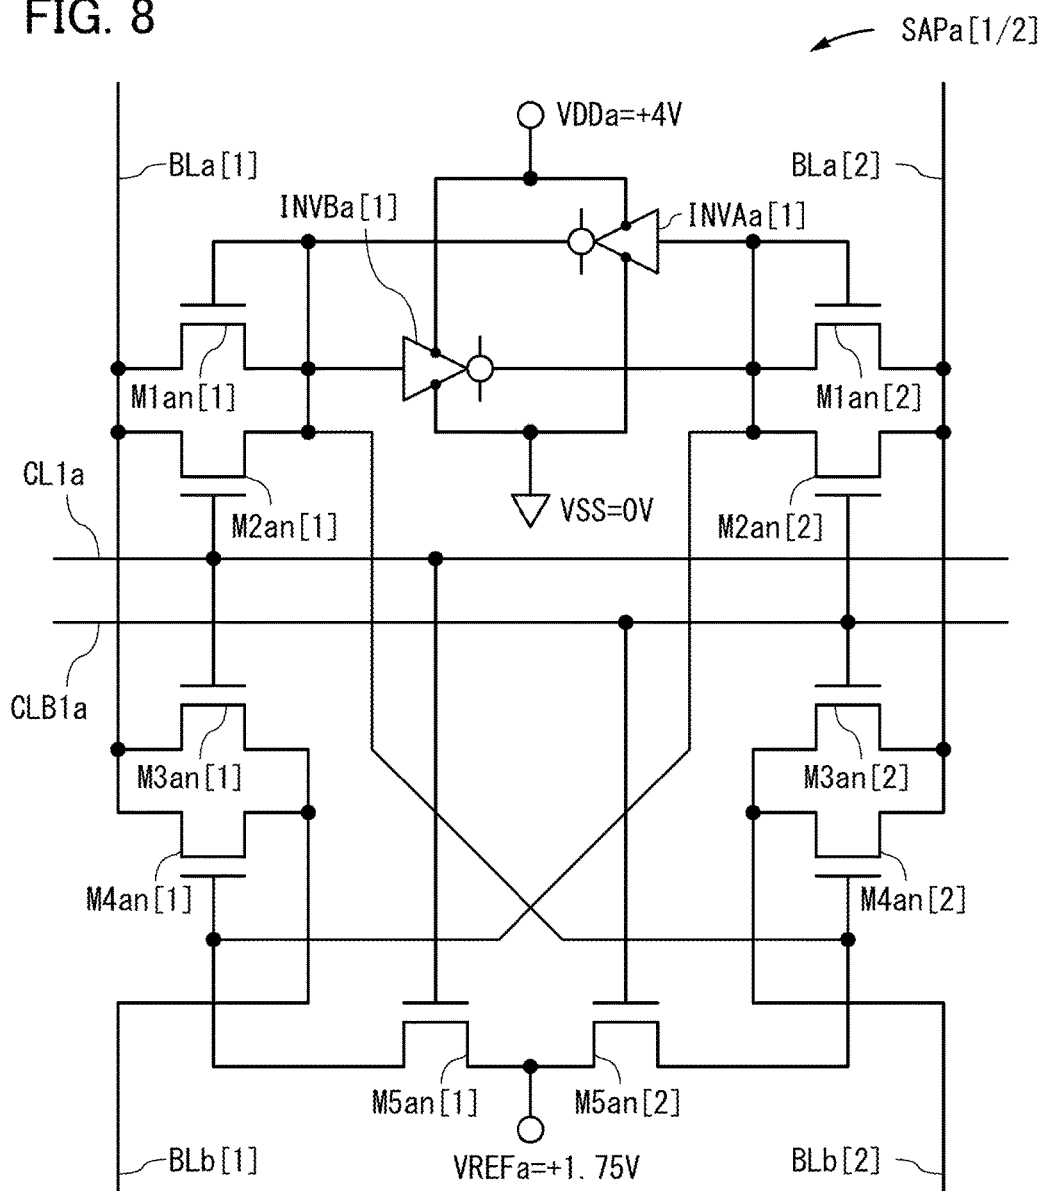 FIG. 8
SAPa[1/2]
VDDa=+4V
BLa[1]
BLa[2]
INVBa[1]
INVAa[1]
M1an[1]
M1an[2]
CL1a
M2an[1]
VSS=0V
M2an[2]
CLB1a
M3an[1]
M3an[2]
M4an[1]
M4an[2]
M5an[1]
M5an[2]
BLb[1]
VREFa=+1.75V
BLb[2]